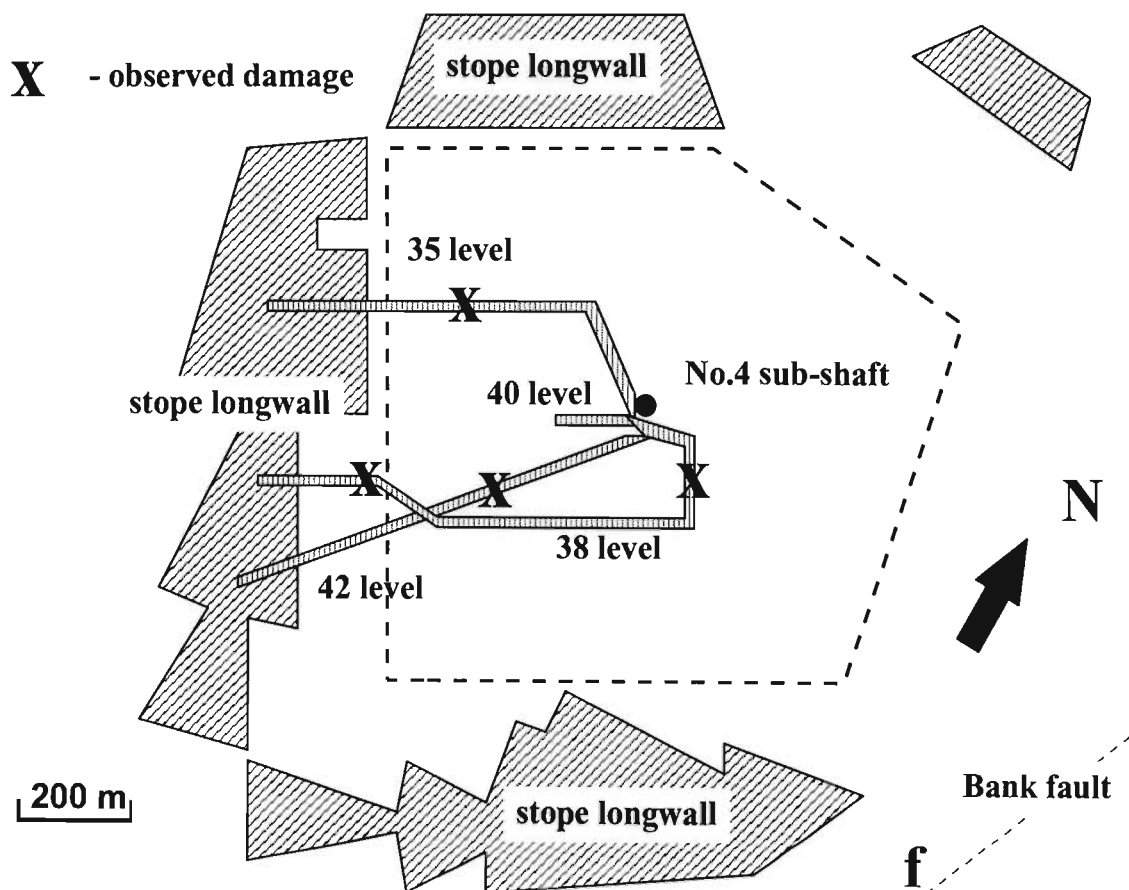 stope longwall
X - observed damage
35 level
X
No.4 sub-shaft
40 level
stope longwall
X
X
X
N
38 level
42 level
200 m
stope longwall
Bank fault
f